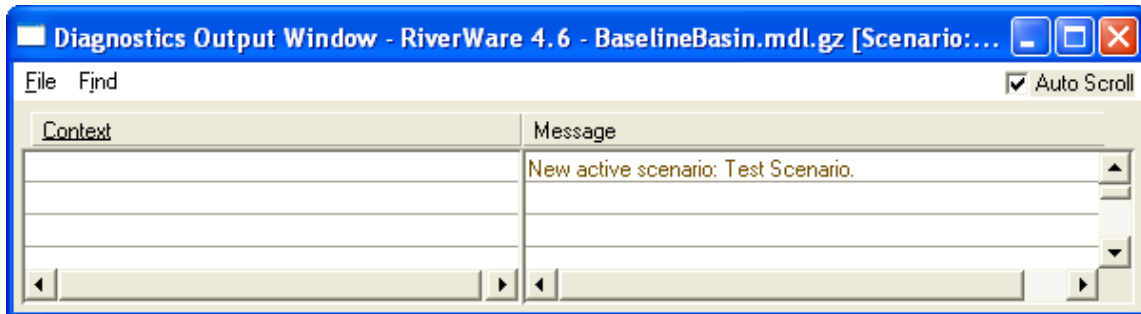 Diagnostics Output Window - RiverWare 4.6 - BaselineBasin.mdl.gz [Scenario:...
File Find Auto Scroll
Context Message
New active scenario: Test Scenario.